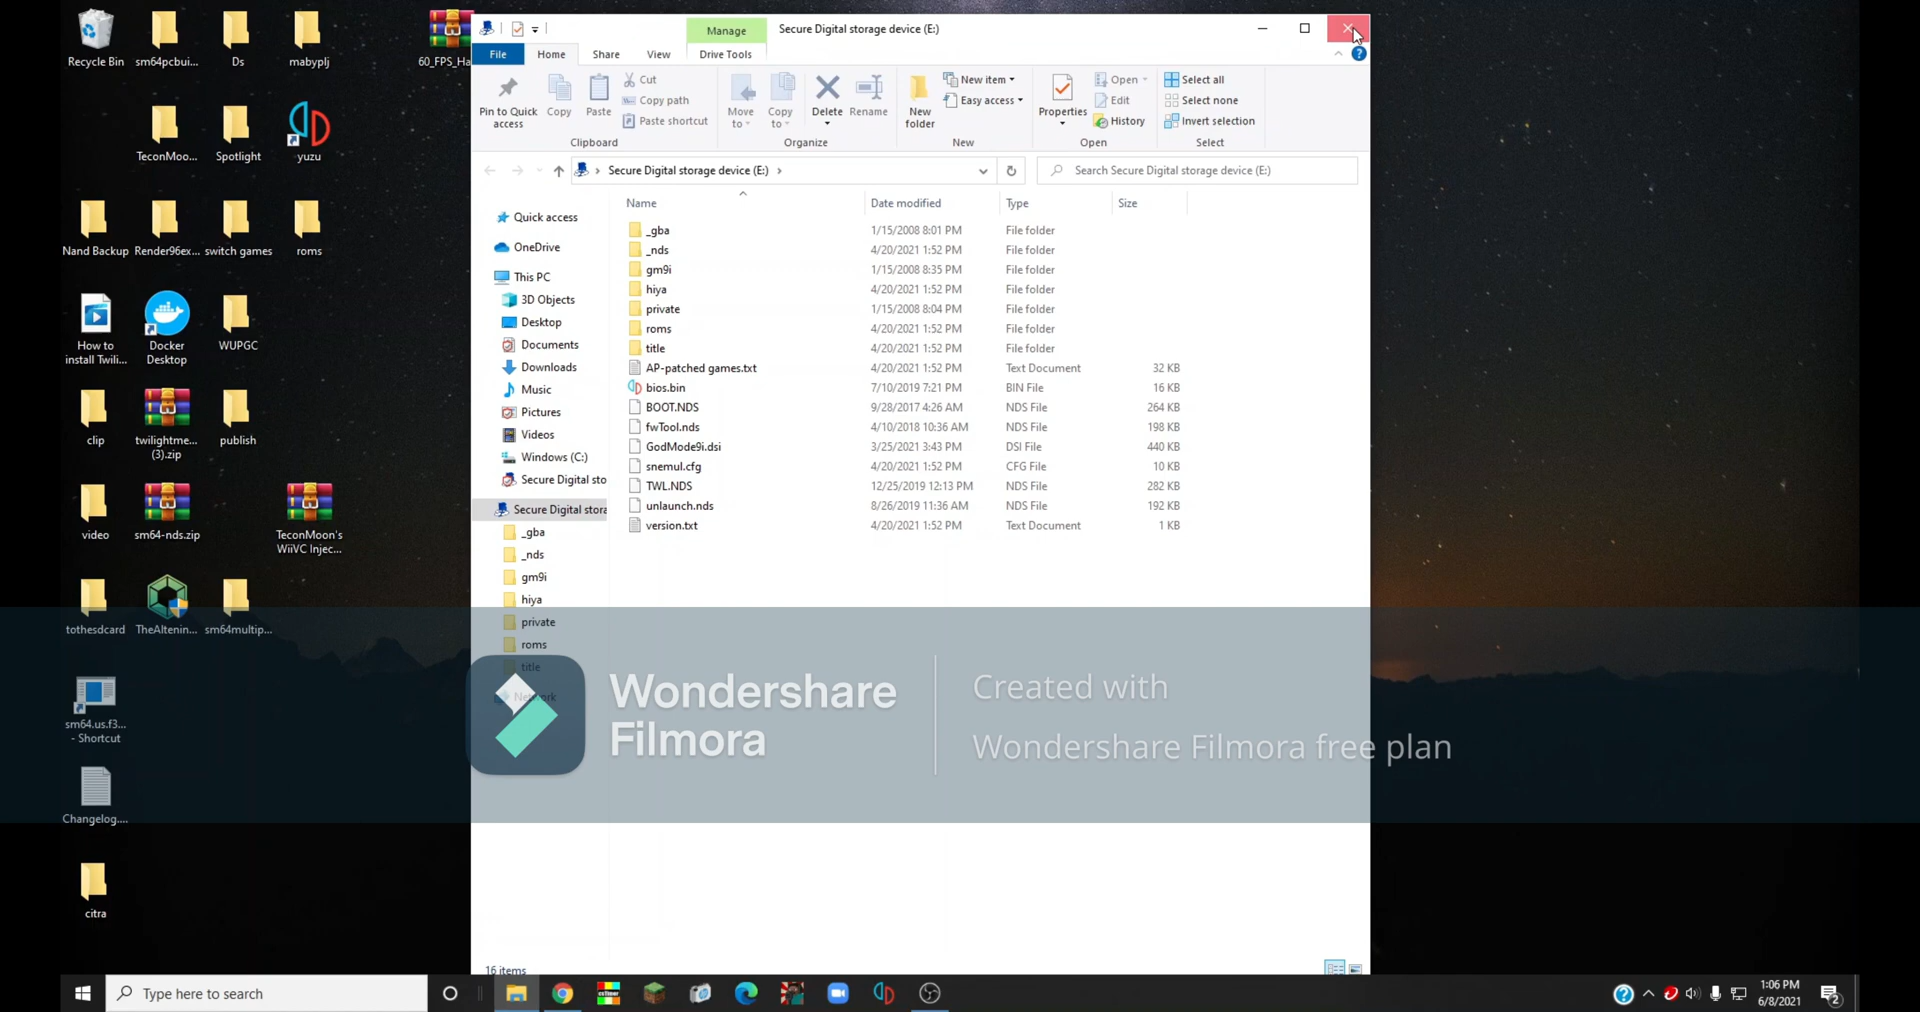 Recycle Bin
sm64pcbui...
Ds
mabyplj
60_FPS_Ha
TeconMoo...
Spotlight
yuzu
Nand Backup
Render96ex...
switch games
roms
How to
install Twili...
Docker
Desktop
WUPGC
clip
twilightme...
(3).zip
publish
video
sm64-nds.zip
TeconMoon's
WiiVC Injec...
tothesdcard
TheAltenin...
sm64multip...
sm64.us.f3...
- Shortcut
Changelog....
citra
Manage
Secure Digital storage device (E:)
File
Home
Share
View
Drive Tools
Pin to Quick
access
Copy
Paste
Cut
Copy path
Paste shortcut
Clipboard
Move
to
Copy
to
Delete
Rename
Organize
New
folder
New item
Easy access
New
Properties
Open
Edit
History
Open
Select all
Select none
Invert selection
Select
Secure Digital storage device (E:)
Search Secure Digital storage device (E:)
Quick access
OneDrive
This PC
3D Objects
Desktop
Documents
Downloads
Music
Pictures
Videos
Windows (C:)
Secure Digital sto
Secure Digital stora
_gba
_nds
gm9i
hiya
private
roms
title
Network
Name Date modified Type Size
_gba 1/15/2008 8:01 PM File folder
_nds 4/20/2021 1:52 PM File folder
gm9i 1/15/2008 8:35 PM File folder
hiya 4/20/2021 1:52 PM File folder
private 1/15/2008 8:04 PM File folder
roms 4/20/2021 1:52 PM File folder
title 4/20/2021 1:52 PM File folder
AP-patched games.txt 4/20/2021 1:52 PM Text Document 32 KB
bios.bin 7/10/2019 7:21 PM BIN File 16 KB
BOOT.NDS 9/28/2017 4:26 AM NDS File 264 KB
fwTool.nds 4/10/2018 10:36 AM NDS File 198 KB
GodMode9i.dsi 3/25/2021 3:43 PM DSI File 440 KB
snemul.cfg 4/20/2021 1:52 PM CFG File 10 KB
TWL.NDS 12/25/2019 12:13 PM NDS File 282 KB
unlaunch.nds 8/26/2019 11:36 AM NDS File 192 KB
version.txt 4/20/2021 1:52 PM Text Document 1 KB
Wondershare
Filmora
Created with
Wondershare Filmora free plan
16 items
Type here to search
1:06 PM
6/8/2021
2